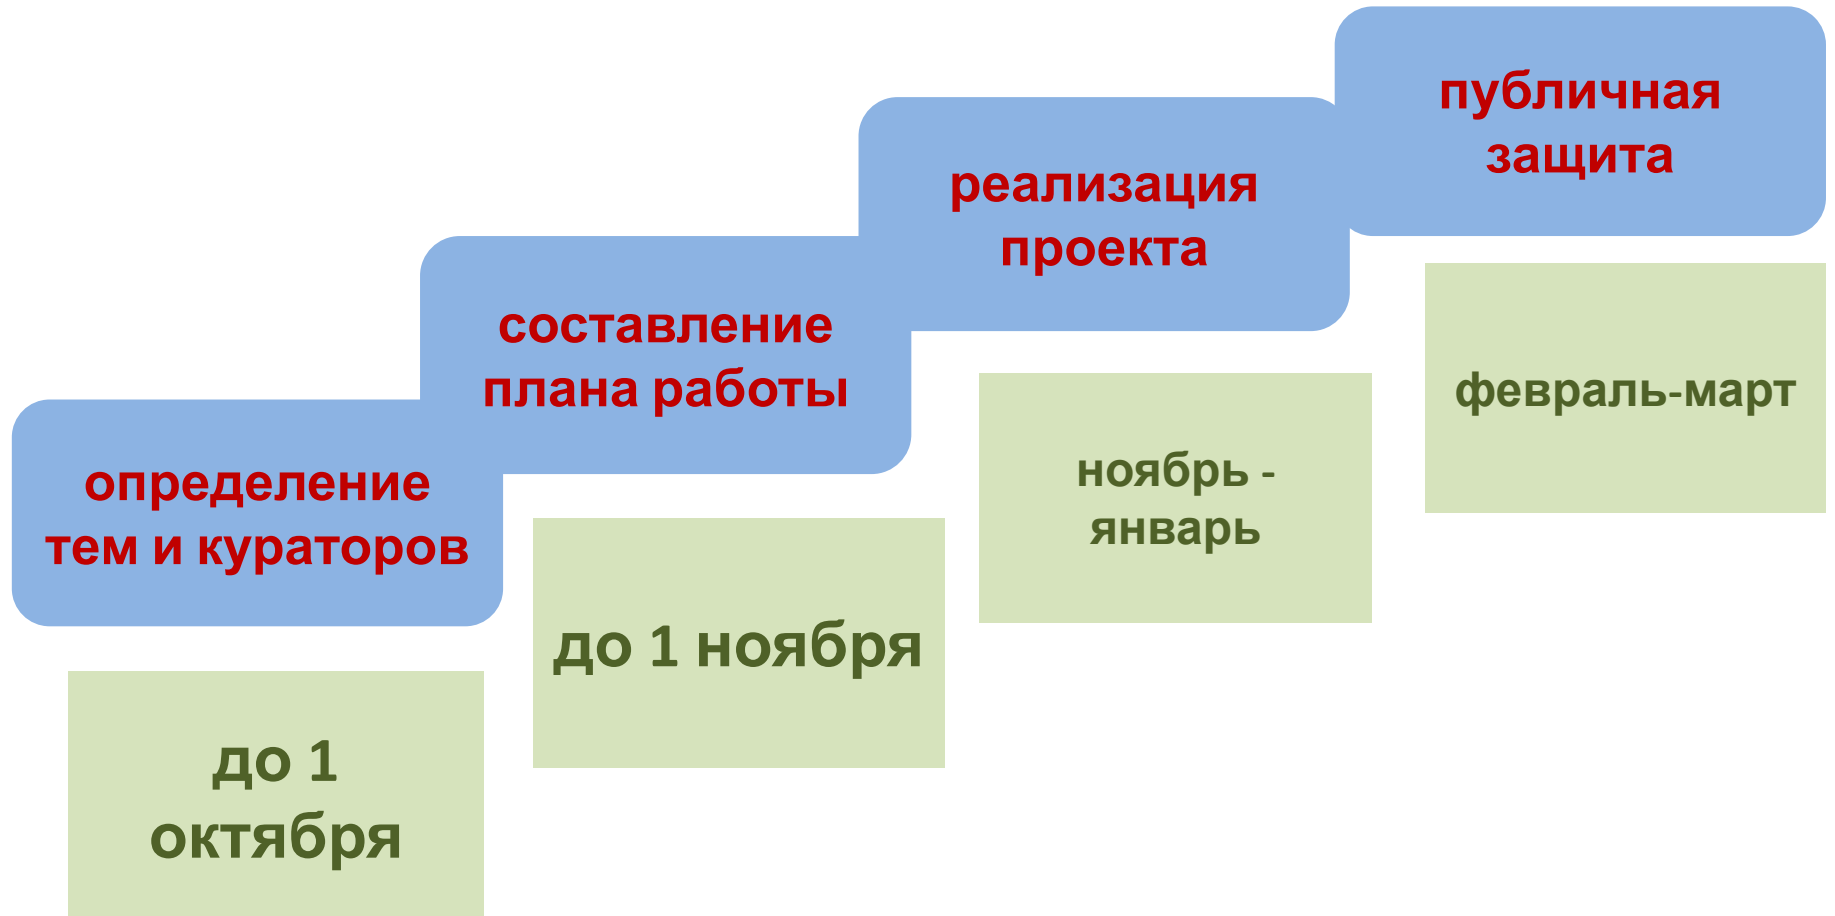 определение
тем и кураторов
до 1
октября
составление
плана работы
до 1 ноября
реализация
проекта
ноябрь -
январь
публичная
защита
февраль-март